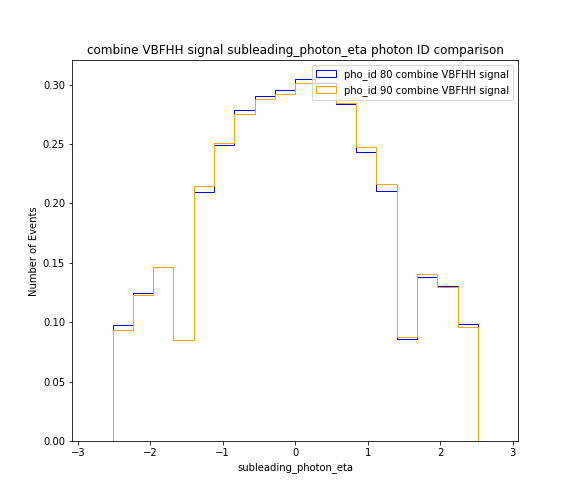 combine VBFHH signal subleading_photon_eta photon ID comparison
pho_id 80 combine VBFHH signal
pho_id 90 combine VBFHH signal
Number of Events
0.30
0.25
0.20
0.15
0.10
0.05
0.00
−3
−2
−1
0
1
2
3
subleading_photon_eta